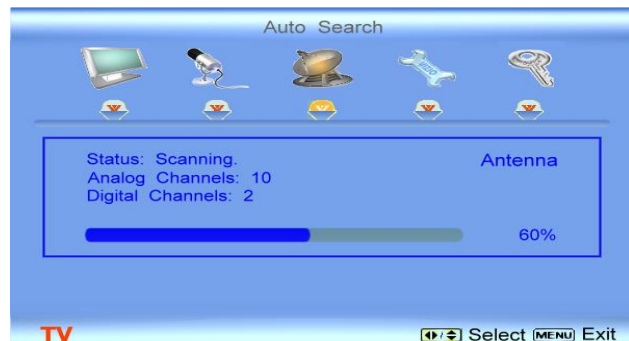 Auto Search
Status: Scanning. Antenna
Analog Channels: 10
Digital Channels: 2
60%
TV Select MENU Exit